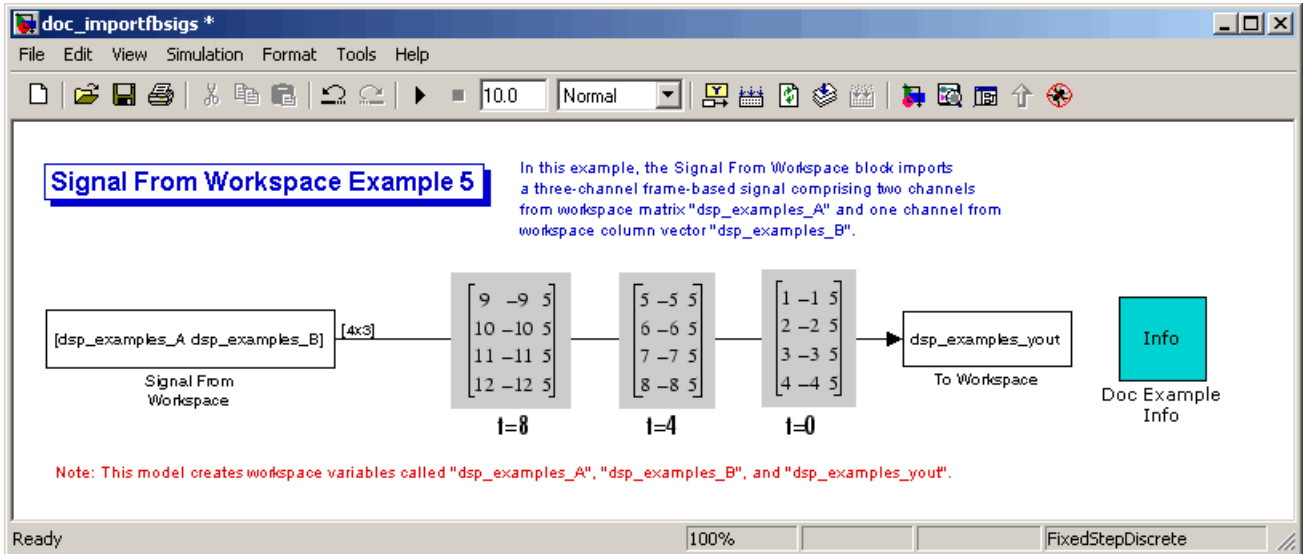 doc_importfbsigs *
File Edit View Simulation Format Tools Help
10.0 Normal
Signal From Workspace Example 5
In this example, the Signal From Workspace block imports
a three-channel frame-based signal comprising two channels
from workspace matrix "dsp_examples_A" and one channel from
workspace column vector "dsp_examples_B".
[dsp_examples_A dsp_examples_B]
[4x3]
Signal From
Workspace
9 -9 5
10 -10 5
11 -11 5
12 -12 5
t=8
5 -5 5
6 -6 5
7 -7 5
8 -8 5
t=4
1 -1 5
2 -2 5
3 -3 5
4 -4 5
t=0
dsp_examples_yout
To Workspace
Info
Doc Example
Info
Note: This model creates workspace variables called "dsp_examples_A", "dsp_examples_B", and "dsp_examples_yout".
Ready 100% FixedStepDiscrete